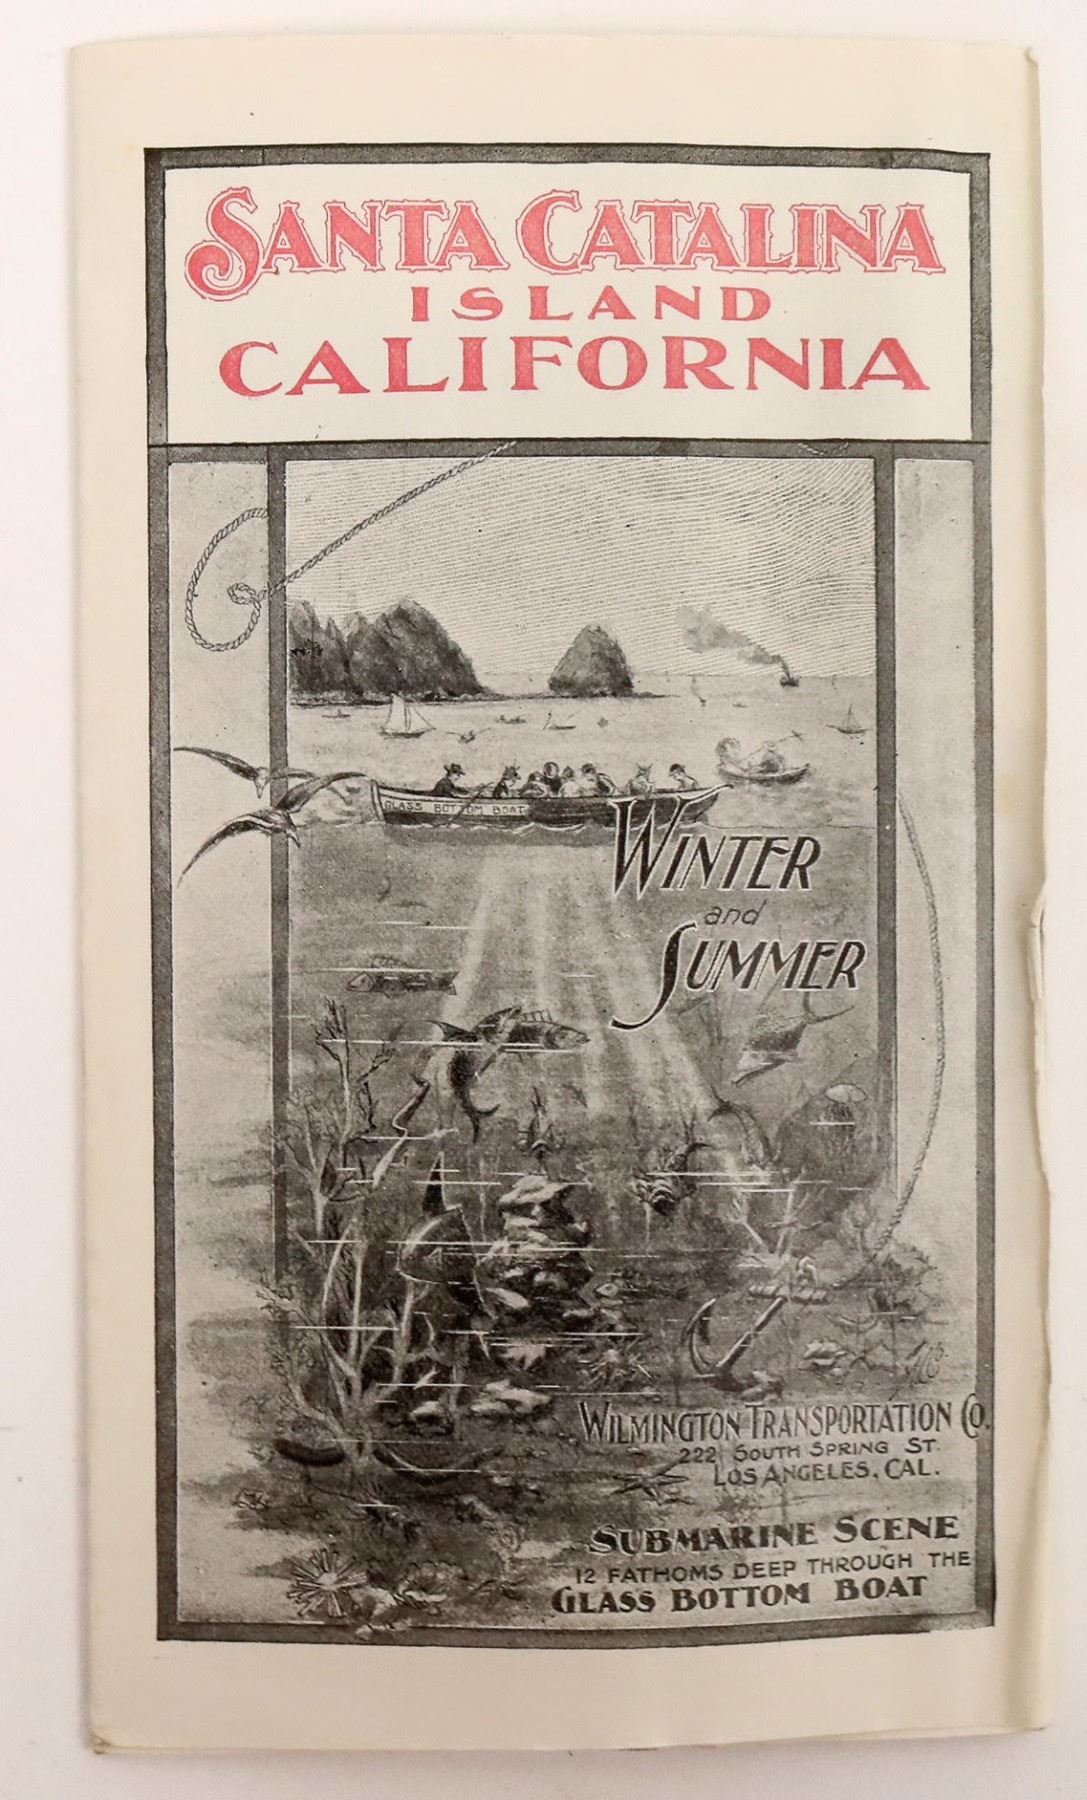 SANTA CATALINA
ISLAND
CALIFORNIA
GLASS BOTTOM BOAT
WINTER
and
SUMMER
WILMINGTON TRANSPORTATION CO.
222 SOUTH SPRING ST.
LOS ANGELES, CAL.
SUBMARINE SCENE
12 FATHOMS DEEP THROUGH THE
GLASS BOTTOM BOAT